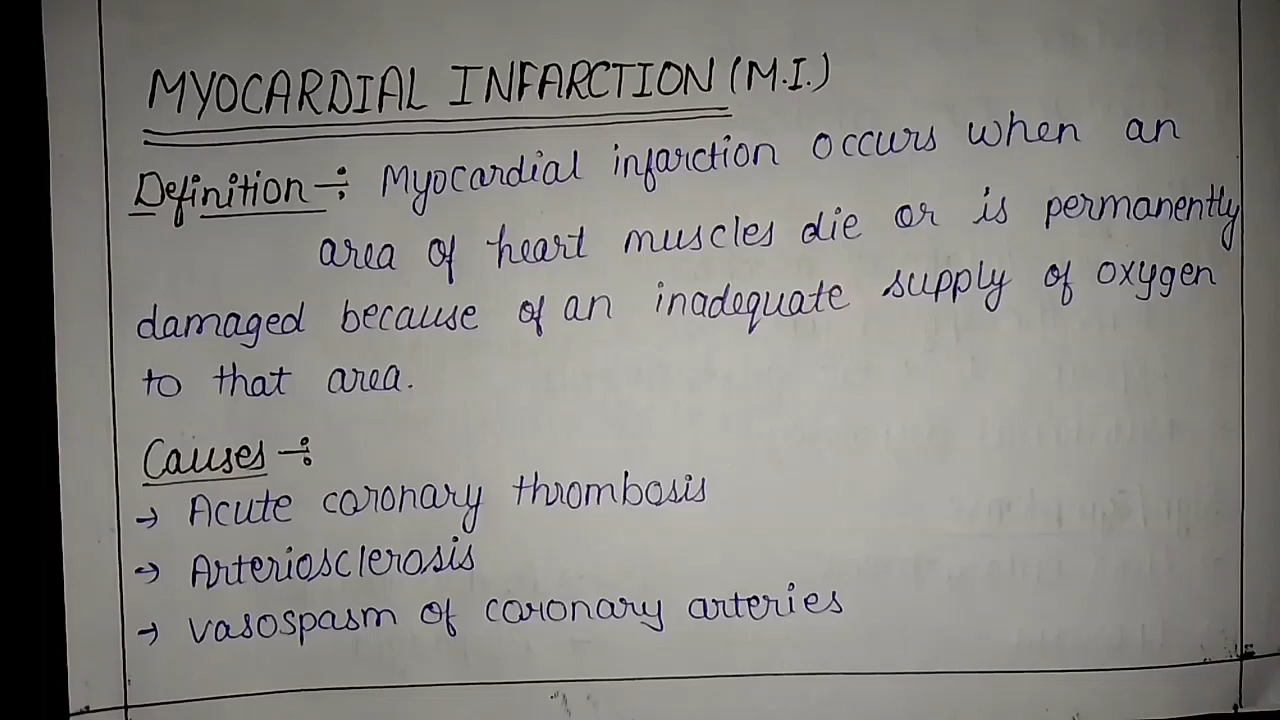 MYOCARDIAL INFARCTION (M.I.)
Definition -: Myocardial infarction occurs when an
area of heart muscles die or is permanently
damaged because of an inadequate supply of oxygen
to that area.
Causes -:
→ Acute coronary thrombosis
→ Arteriosclerosis
→ Vasospasm of coronary arteries